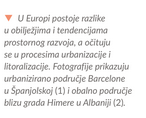 U Europi postoje razlike
u obilježjima i tendencijama
prostornog razvoja, a očituju
se u procesima urbanizacije i
litoralizacije. Fotografije prikazuju
urbanizirano područje Barcelone
u Španjolskoj (1) i obalno područje
blizu grada Himere u Albaniji (2).